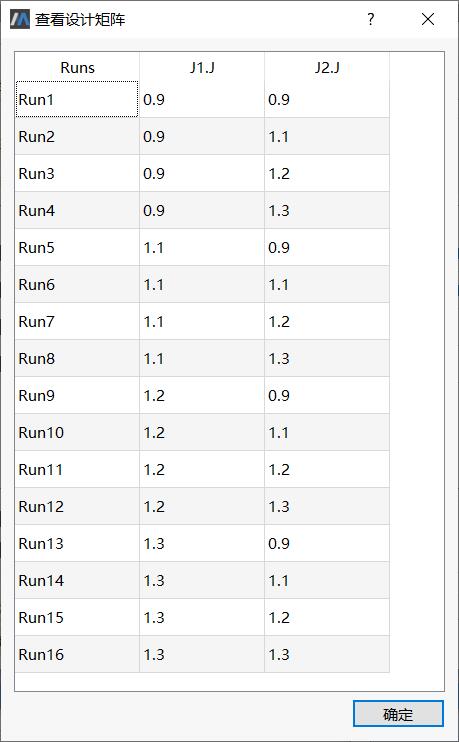 查看设计矩阵
Runs J1.J J2.J
Run1 0.9 0.9
Run2 0.9 1.1
Run3 0.9 1.2
Run4 0.9 1.3
Run5 1.1 0.9
Run6 1.1 1.1
Run7 1.1 1.2
Run8 1.1 1.3
Run9 1.2 0.9
Run10 1.2 1.1
Run11 1.2 1.2
Run12 1.2 1.3
Run13 1.3 0.9
Run14 1.3 1.1
Run15 1.3 1.2
Run16 1.3 1.3
确定